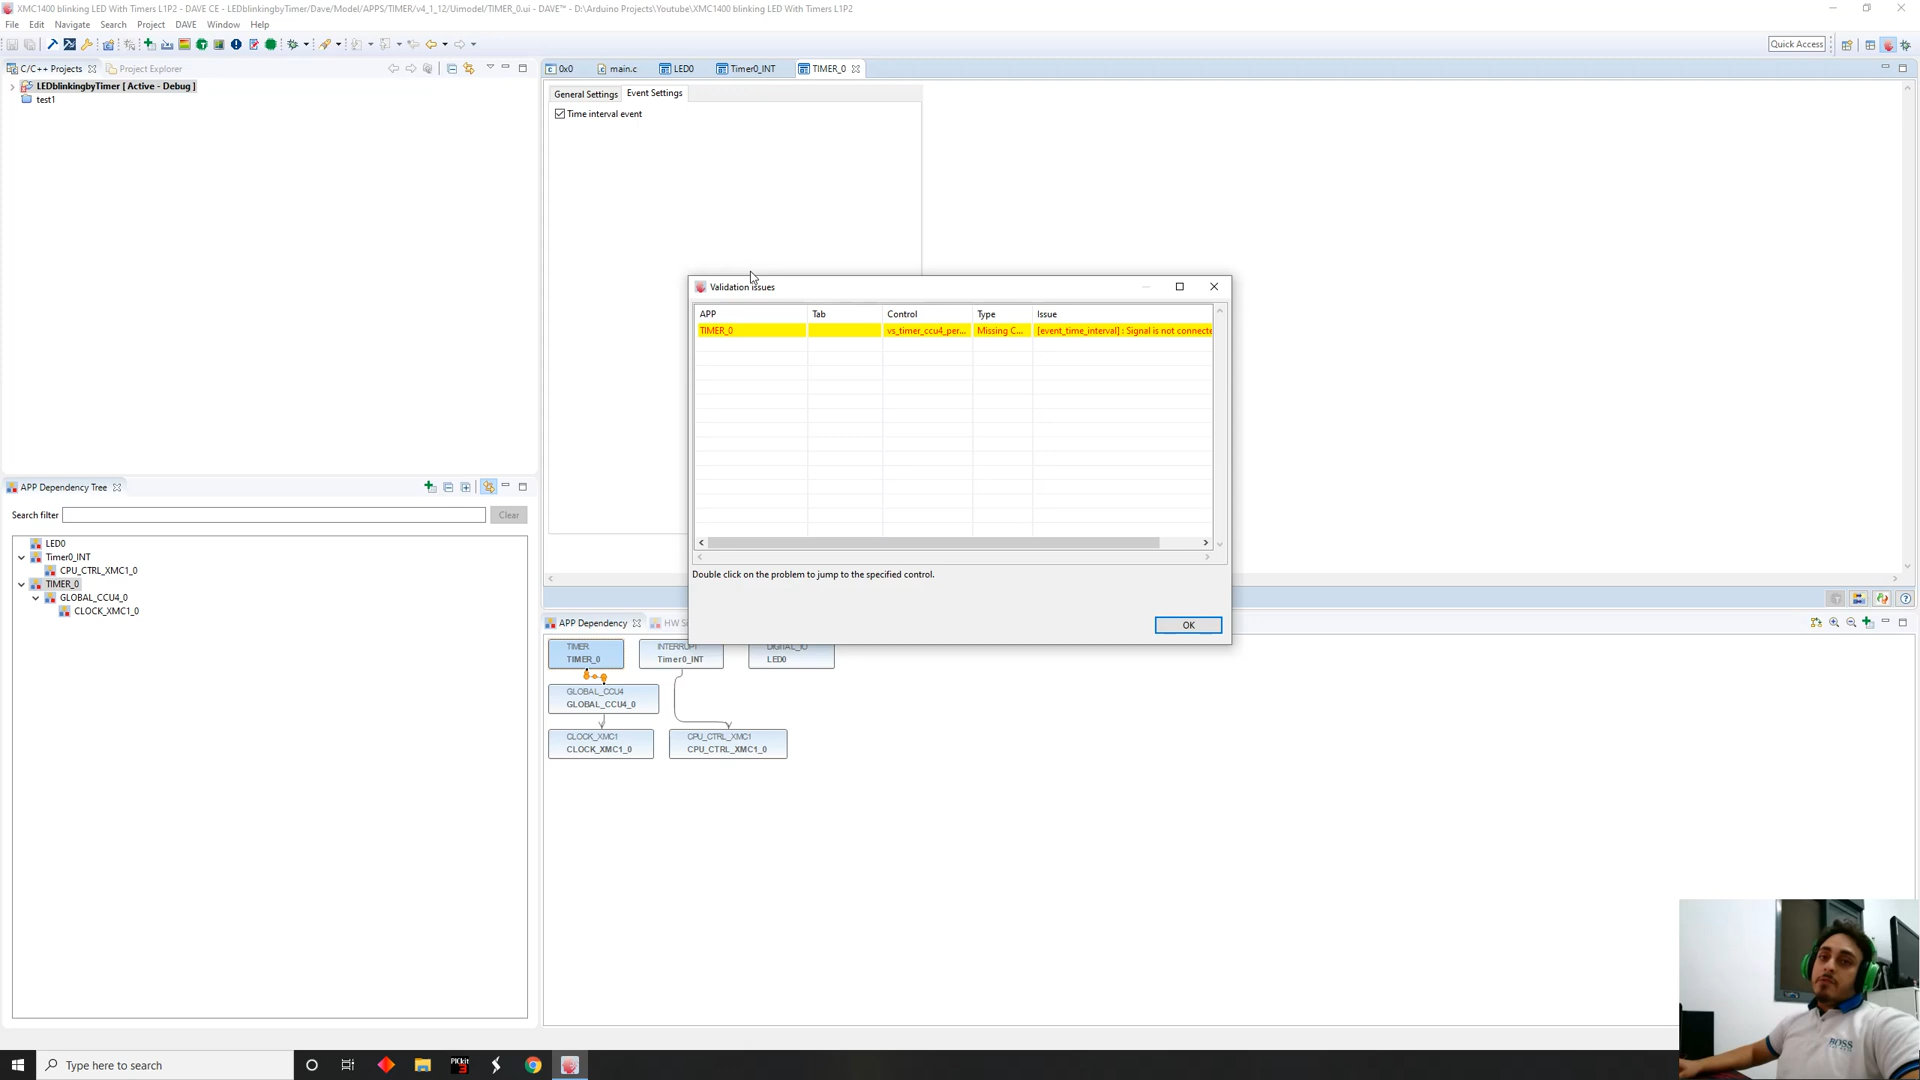 XMC1400 blinking LED With Timers L1P2 - DAVE CE - LEDblinkingbyTimer/Dave/Model/APPS/TIMER/v4_1_12/Uimodel/TIMER_0.ui - DAVE™ - D:\Arduino Projects\Youtube\XMC1400 blinking LED With Timers L1P2
File Edit Navigate Search Project DAVE Window Help
Quick Access
C/C++ Projects Project Explorer
LEDblinkingbyTimer [ Active - Debug ]
test1
0x0 main.c LED0 Timer0_INT TIMER_0
General Settings Event Settings
Time interval event
Validation issues
APP Tab Control Type Issue
TIMER_0 vs_timer_ccu4_per... Missing C... [event_time_interval] : Signal is not connecte
Double click on the problem to jump to the specified control.
OK
APP Dependency Tree
Search filter Clear
LED0
Timer0_INT
CPU_CTRL_XMC1_0
TIMER_0
GLOBAL_CCU4_0
CLOCK_XMC1_0
APP Dependency HW S
TIMER
TIMER_0
INTERRUPT
Timer0_INT
DIGITAL_IO
LED0
GLOBAL_CCU4
GLOBAL_CCU4_0
CLOCK_XMC1
CLOCK_XMC1_0
CPU_CTRL_XMC1
CPU_CTRL_XMC1_0
BOSS
Type here to search
PICkit
3